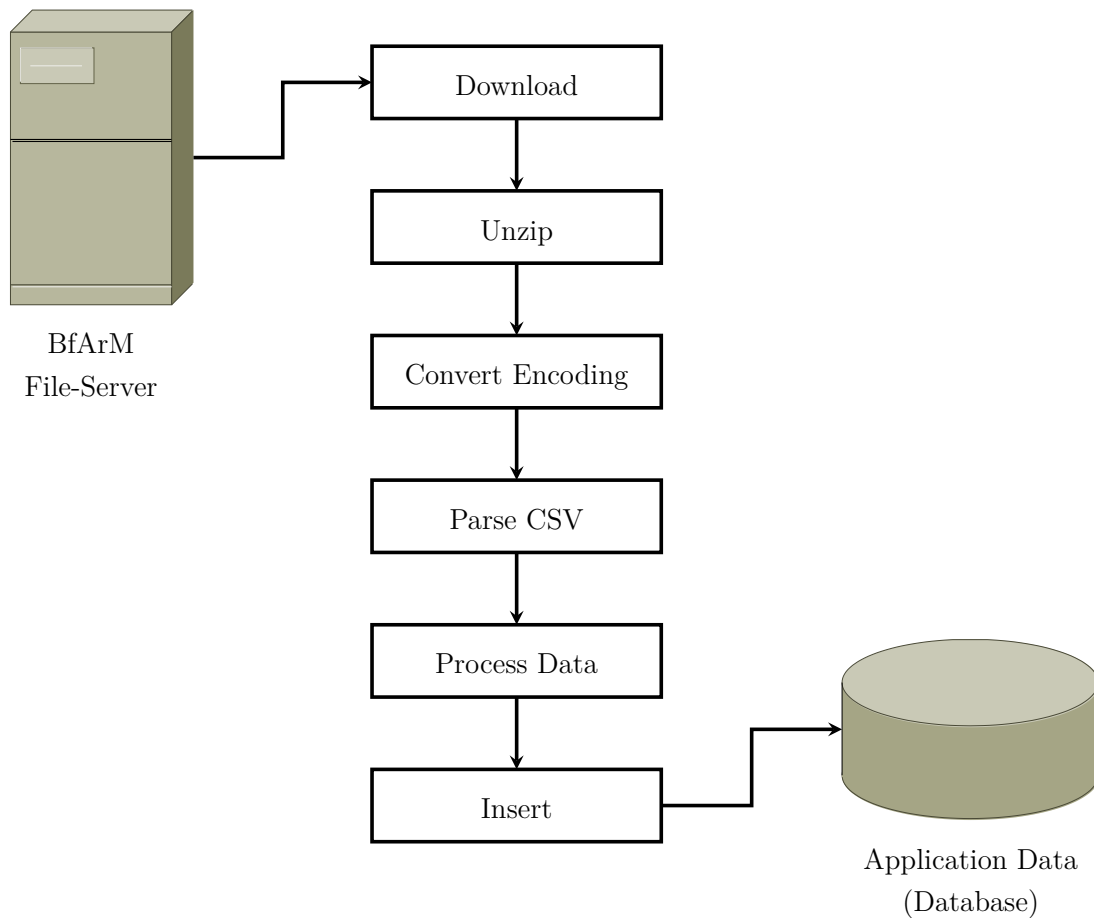 Download
Unzip
BfArM
File-Server
Convert Encoding
Parse CSV
Process Data
Insert
Application Data
(Database)